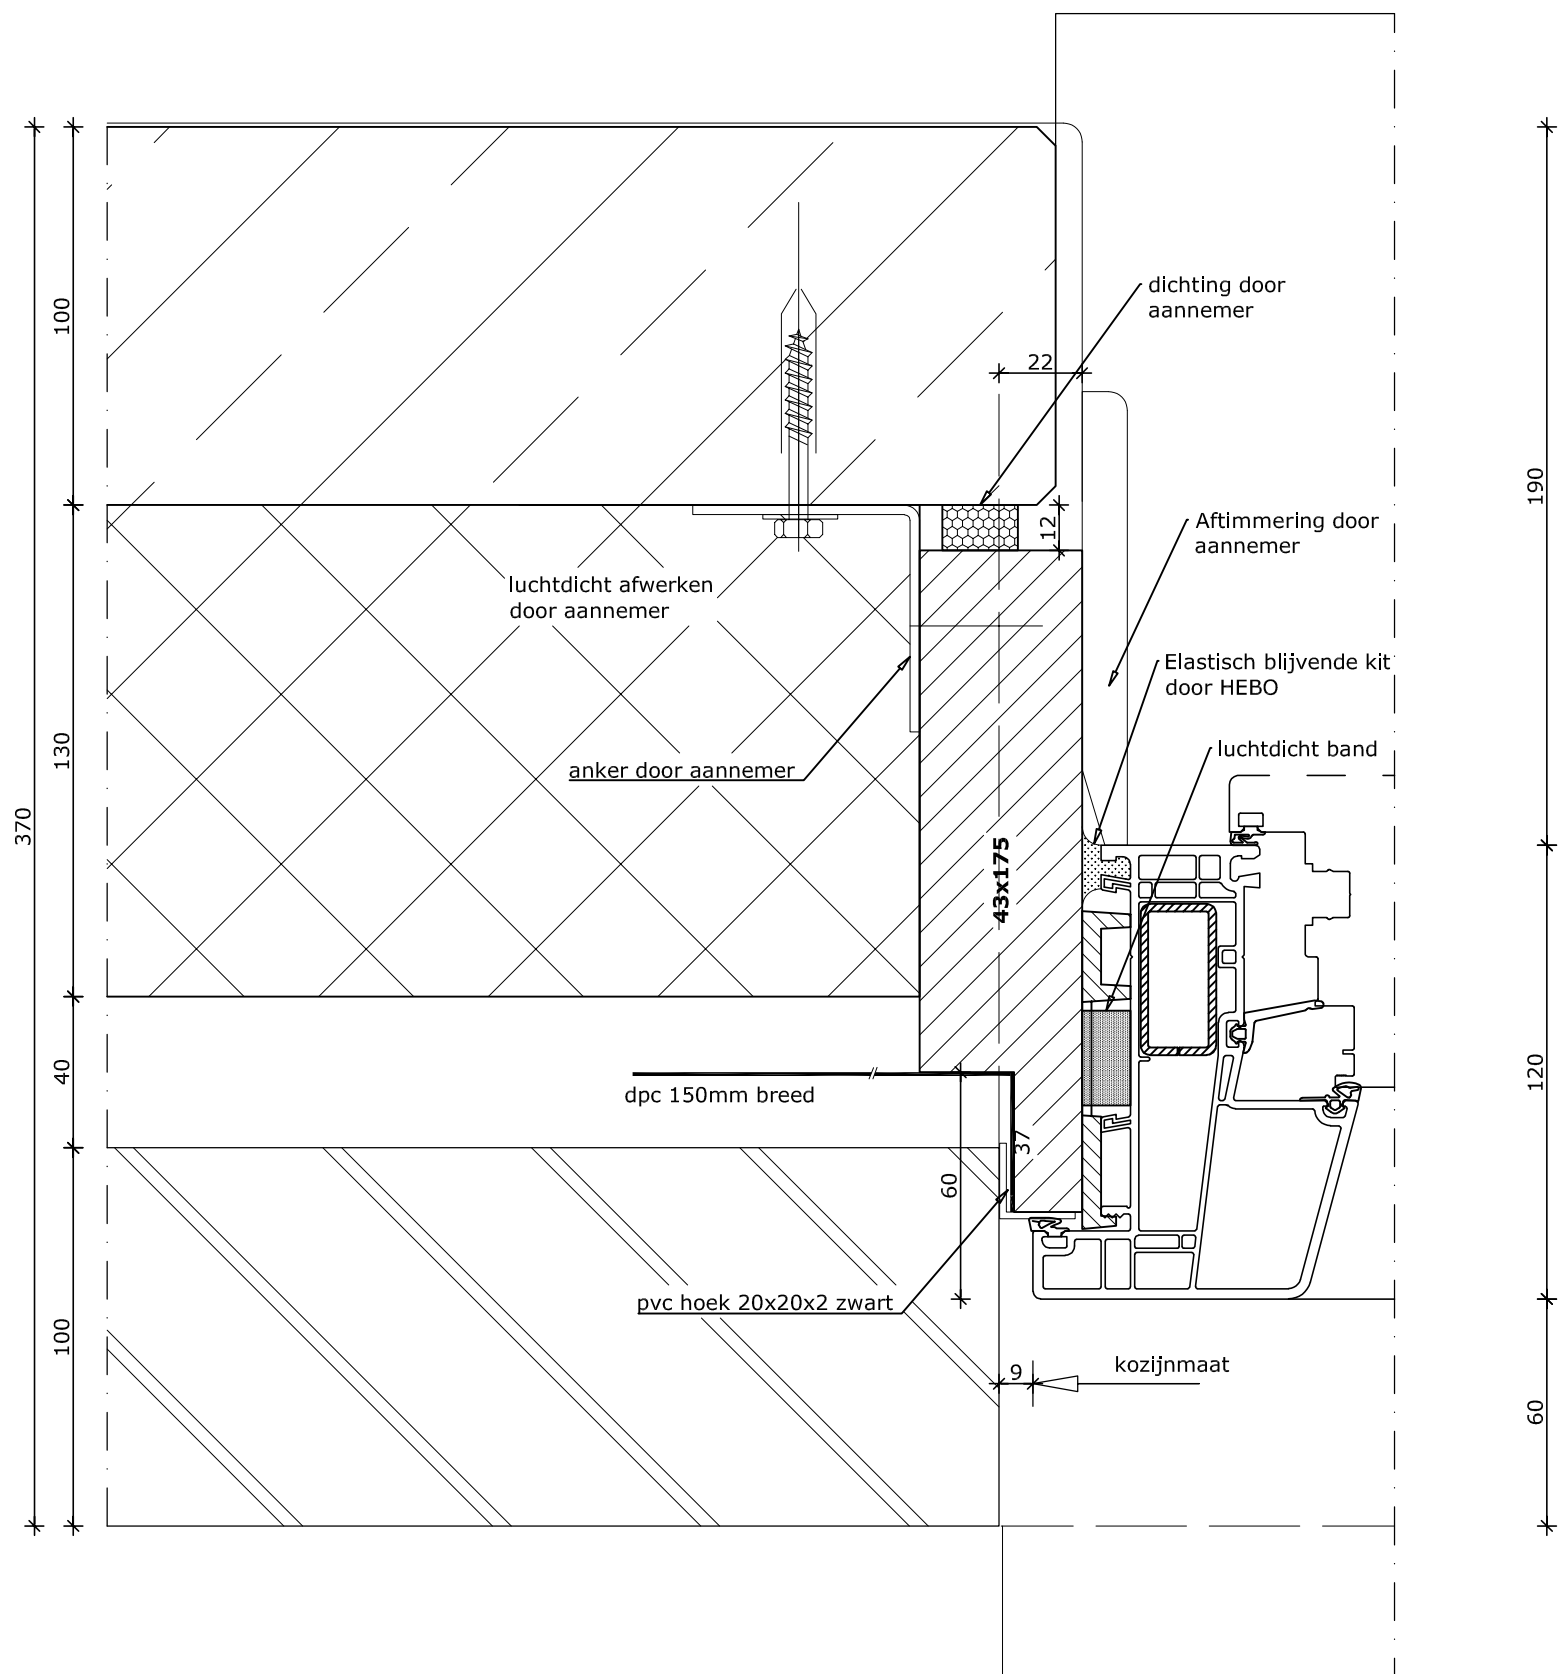 dichting door
aannemer
100
22
190
12
Aftimmering door
aannemer
luchtdicht afwerken
door aannemer
Elastisch blijvende kit
door HEBO
luchtdicht band
130
anker door aannemer
370
43x175
40
dpc 150mm breed
120
37
60
pvc hoek 20x20x2 zwart
100
9
kozijnmaat
60